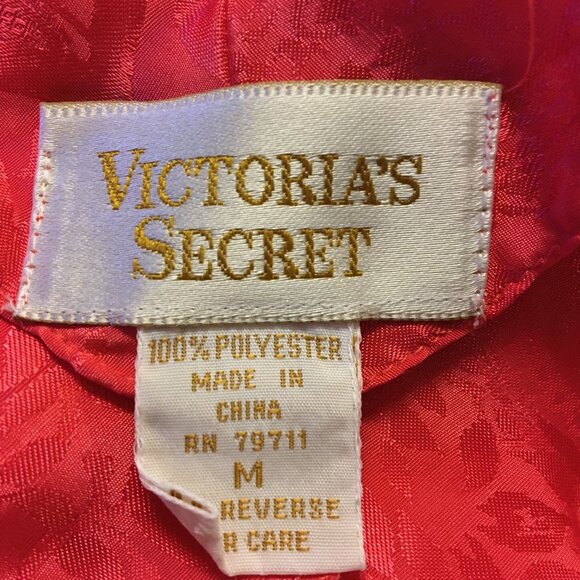 VICTORIA'S
SECRET
100% POLYESTER
MADE IN
CHINA
RN 79711
M
REVERSE
R CARE